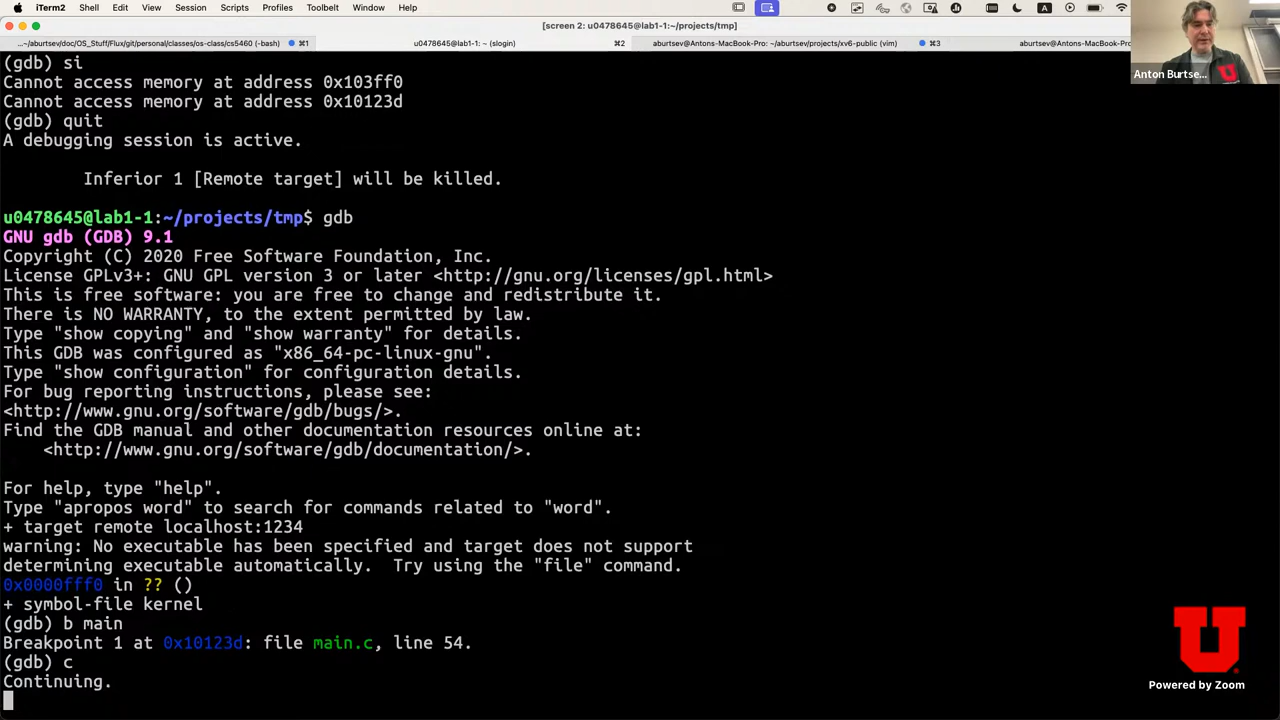 iTerm2 Shell Edit View Session Scripts Profiles Toolbelt Window Help
[screen 2: u0478645@lab1-1:~/projects/tmp]
...~/aburtsev/doc/OS_Stuff/Flux/git/personal/classes/os-class/cs5460 (-bash) ⌘1 u0478645@lab1-1: ~ (slogin) ⌘2 aburtsev@Antons-MacBook-Pro: ~/aburtsev/projects/xv6-public (vim) ⌘3 aburtsev@Antons-MacBook-Pro:
(gdb) si
Cannot access memory at address 0x103ff0
Cannot access memory at address 0x10123d
(gdb) quit
A debugging session is active.
Inferior 1 [Remote target] will be killed.
u0478645@lab1-1:~/projects/tmp$ gdb
GNU gdb (GDB) 9.1
Copyright (C) 2020 Free Software Foundation, Inc.
License GPLv3+: GNU GPL version 3 or later <http://gnu.org/licenses/gpl.html>
This is free software: you are free to change and redistribute it.
There is NO WARRANTY, to the extent permitted by law.
Type "show copying" and "show warranty" for details.
This GDB was configured as "x86_64-pc-linux-gnu".
Type "show configuration" for configuration details.
For bug reporting instructions, please see:
<http://www.gnu.org/software/gdb/bugs/>.
Find the GDB manual and other documentation resources online at:
<http://www.gnu.org/software/gdb/documentation/>.
For help, type "help".
Type "apropos word" to search for commands related to "word".
+ target remote localhost:1234
warning: No executable has been specified and target does not support
determining executable automatically.  Try using the "file" command.
0x0000fff0 in ?? ()
+ symbol-file kernel
(gdb) b main
Breakpoint 1 at 0x10123d: file main.c, line 54.
(gdb) c
Continuing.
Anton Burtse...
U
Powered by Zoom